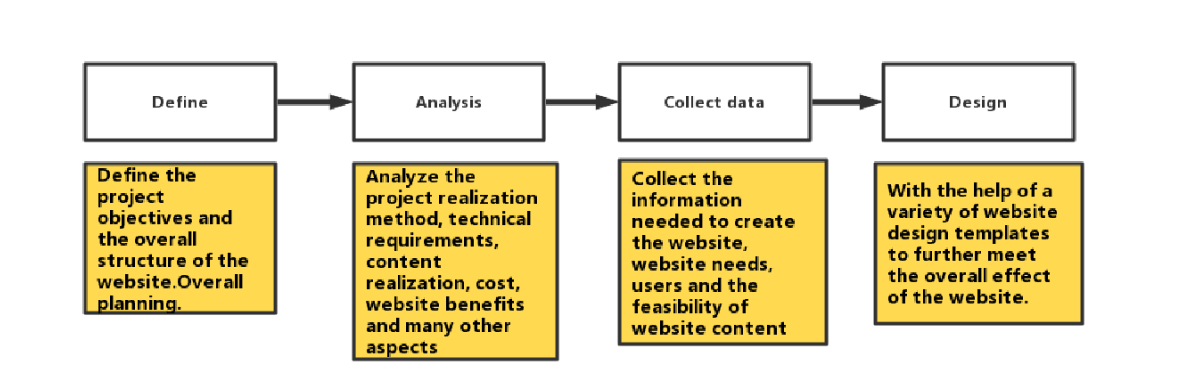 Define
Analysis
Collect data
Design
Define the
project
objectives and
the overall
structure of the
website.Overall
planning.
Analyze the
project realization
method, technical
requirements,
content
realization, cost,
website benefits
and many other
aspects
Collect the
information
needed to create
the website,
website needs,
users and the
feasibility of
website content
With the help of a
variety of website
design templates
to further meet
the overall effect
of the website.